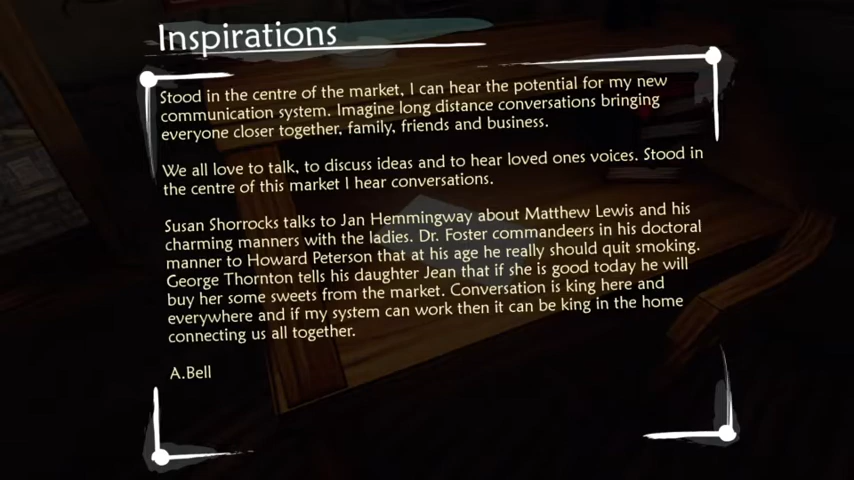 Inspirations
Stood in the centre of the market, I can hear the potential for my new
communication system. Imagine long distance conversations bringing
everyone closer together, family, friends and business.
We all love to talk, to discuss ideas and to hear loved ones voices. Stood in
the centre of this market I hear conversations.
Susan Shorrocks talks to Jan Hemmingway about Matthew Lewis and his
charming manners with the ladies. Dr. Foster commandeers in his doctoral
manner to Howard Peterson that at his age he really should quit smoking.
George Thornton tells his daughter Jean that if she is good today he will
buy her some sweets from the market. Conversation is king here and
everywhere and if my system can work then it can be king in the home
connecting us all together.
A.Bell